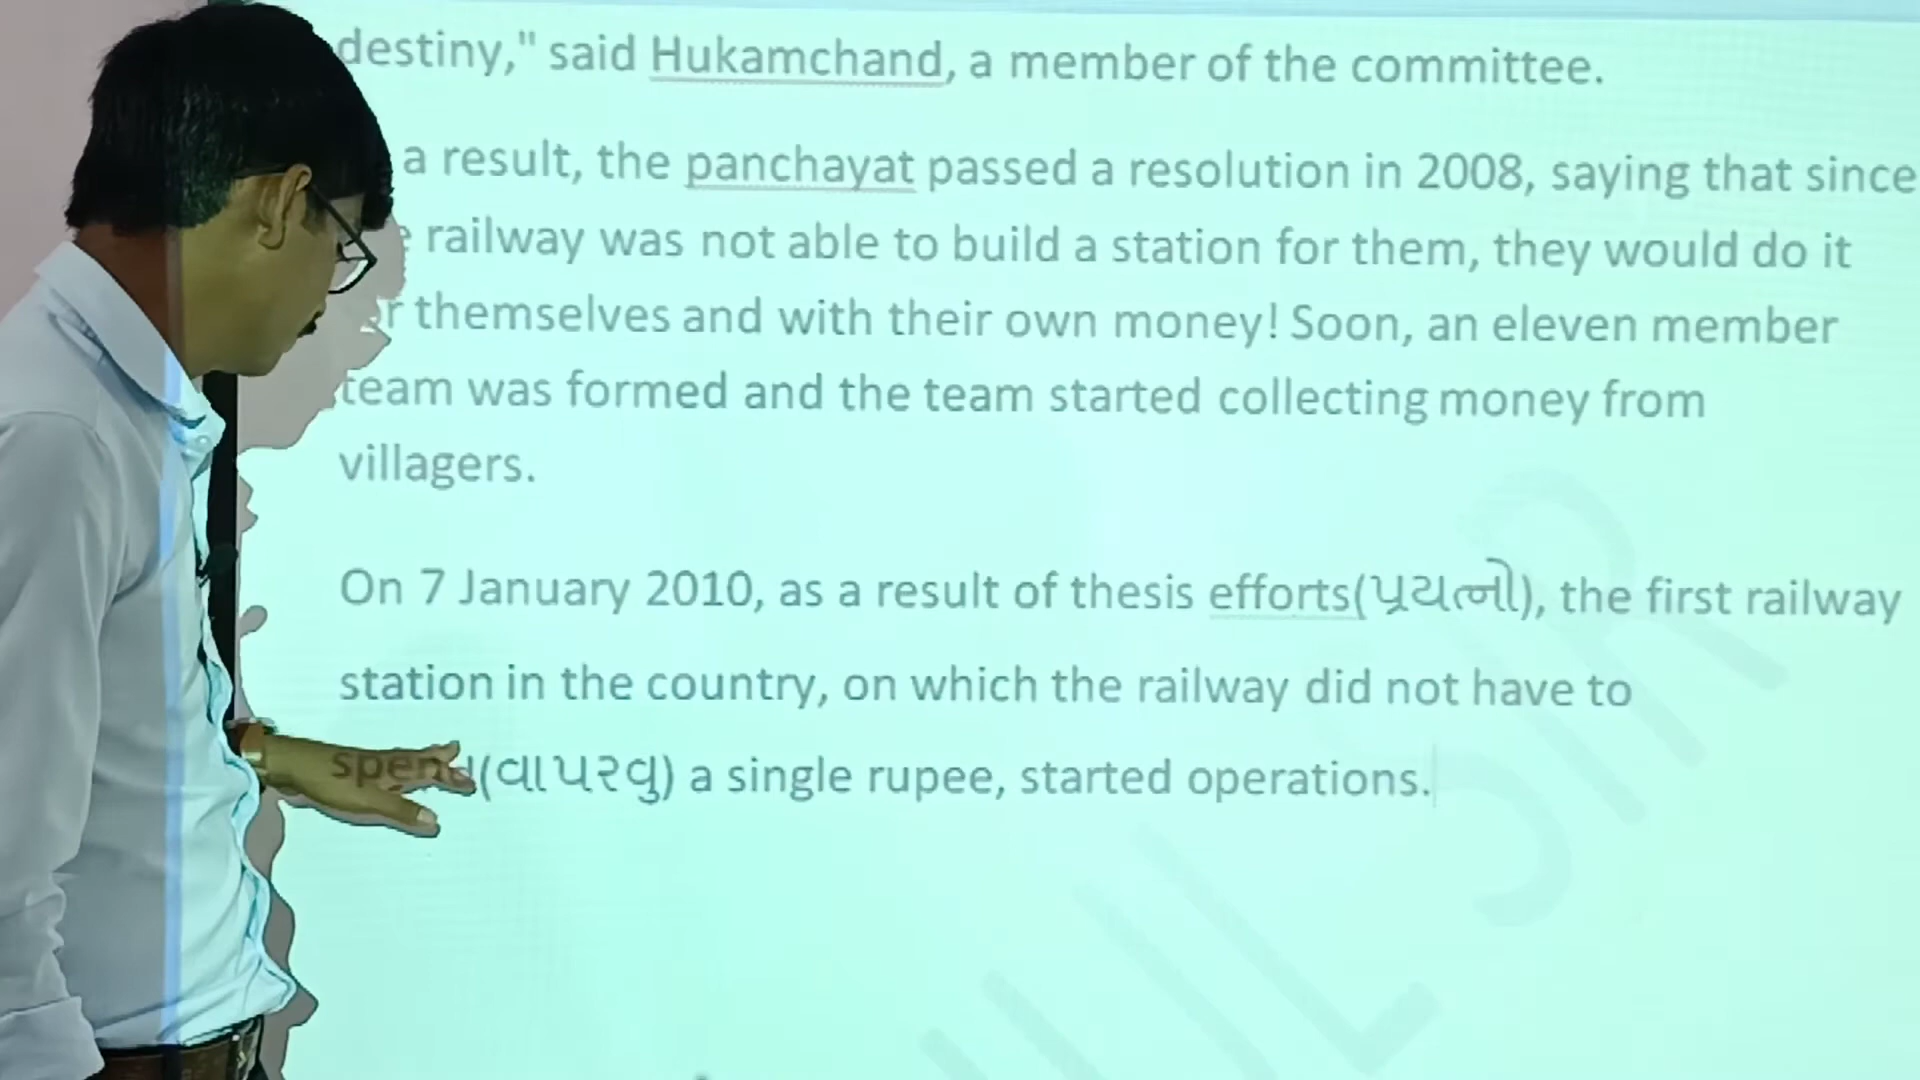 destiny," said Hukamchand, a member of the committee.
a result, the panchayat passed a resolution in 2008, saying that since
railway was not able to build a station for them, they would do it
themselves and with their own money! Soon, an eleven member
team was formed and the team started collecting money from
villagers.
On 7 January 2010, as a result of thesis efforts(પ્રયત્નો), the first railway
station in the country, on which the railway did not have to
spend(વાપરવુ) a single rupee, started operations.